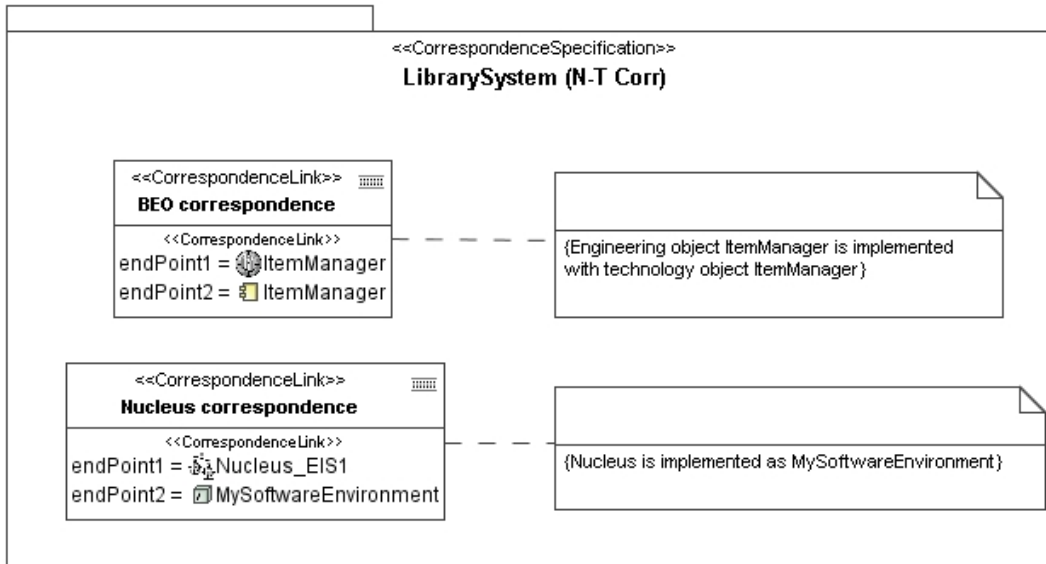 <<CorrespondenceSpecification>>
LibrarySystem (N-T Corr)
<<CorrespondenceLink>>
BEO correspondence
<<CorrespondenceLink>>
endPoint1 = ItemManager
endPoint2 = ItemManager
{Engineering object ItemManager is implemented
with technology object ItemManager}
<<CorrespondenceLink>>
Nucleus correspondence
<<CorrespondenceLink>>
endPoint1 = Nucleus_EIS1
endPoint2 = MySoftwareEnvironment
{Nucleus is implemented as MySoftwareEnvironment}